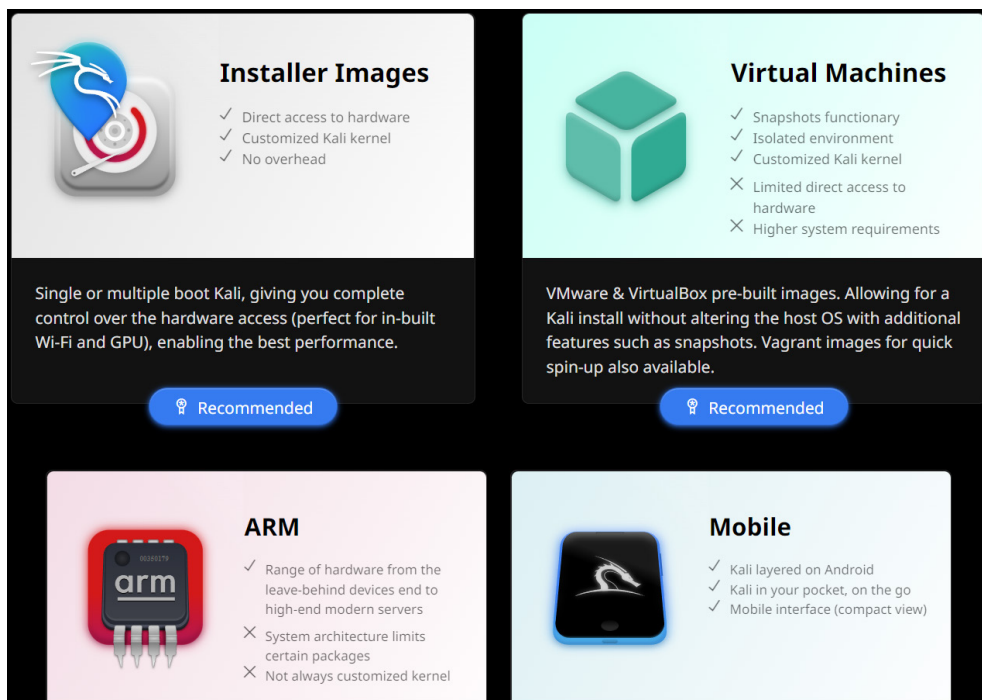 Installer Images
Direct access to hardware
Customized Kali kernel
No overhead
Single or multiple boot Kali, giving you complete
control over the hardware access (perfect for in-built
Wi-Fi and GPU), enabling the best performance.
Recommended
Virtual Machines
Snapshots functionary
Isolated environment
Customized Kali kernel
Limited direct access to
hardware
Higher system requirements
VMware & VirtualBox pre-built images. Allowing for a
Kali install without altering the host OS with additional
features such as snapshots. Vagrant images for quick
spin-up also available.
Recommended
00350179
arm
ARM
Range of hardware from the
leave-behind devices end to
high-end modern servers
System architecture limits
certain packages
Not always customized kernel
Mobile
Kali layered on Android
Kali in your pocket, on the go
Mobile interface (compact view)